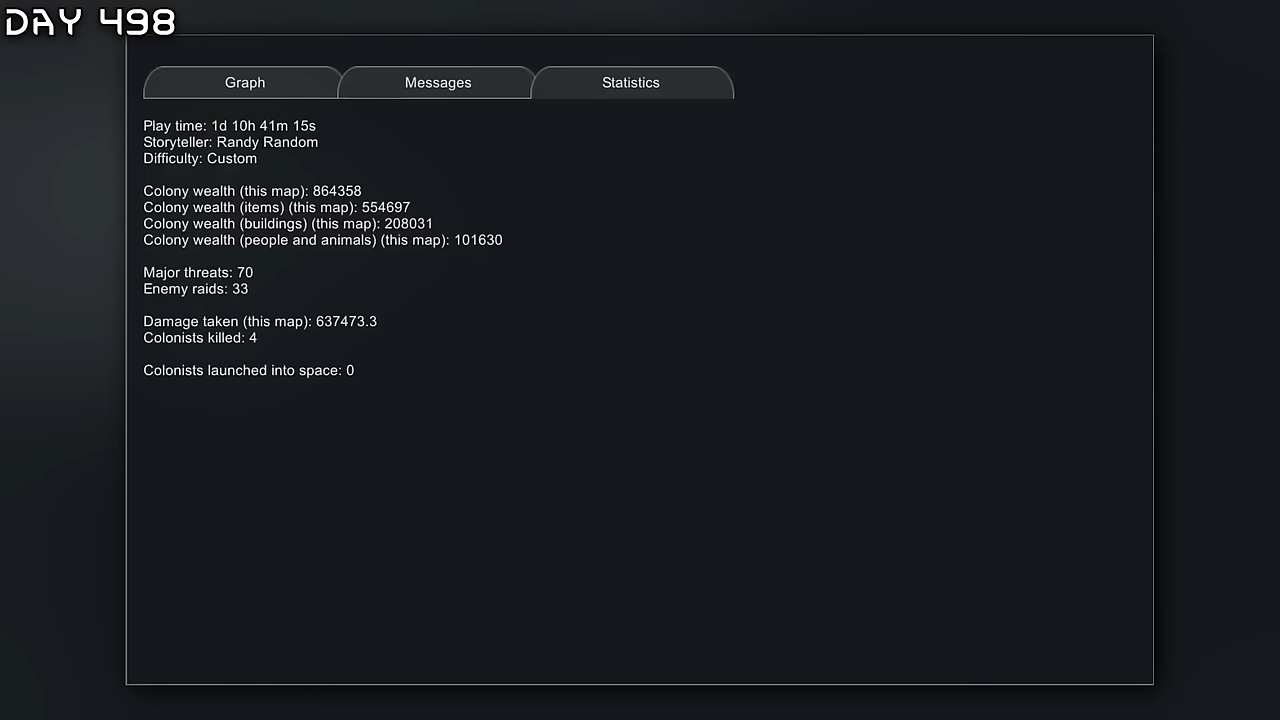 DAY 498
Graph
Messages
Statistics
Play time: 1d 10h 41m 15s
Storyteller: Randy Random
Difficulty: Custom
Colony wealth (this map): 864358
Colony wealth (items) (this map): 554697
Colony wealth (buildings) (this map): 208031
Colony wealth (people and animals) (this map): 101630
Major threats: 70
Enemy raids: 33
Damage taken (this map): 637473.3
Colonists killed: 4
Colonists launched into space: 0